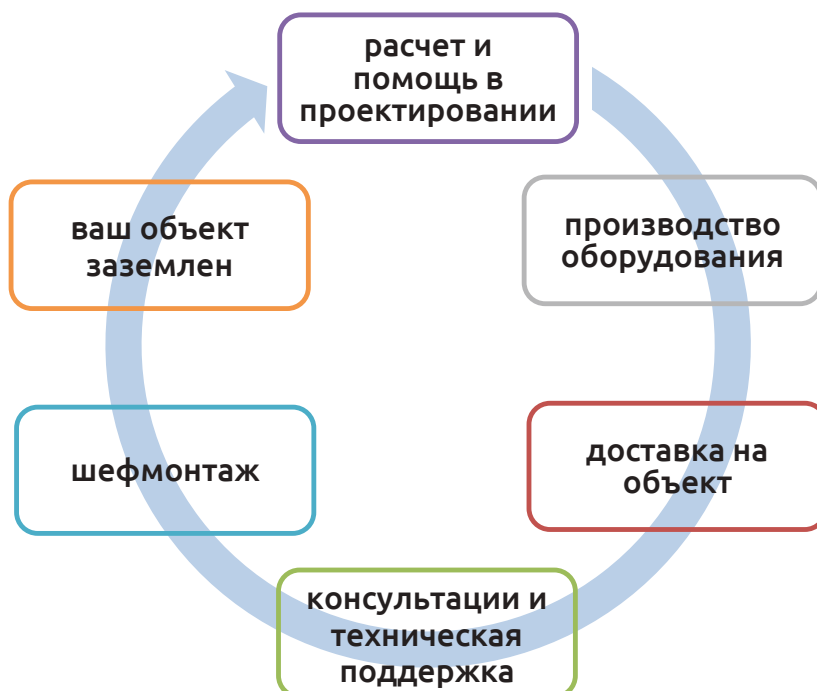 расчет и
помощь в
проектировании
производство
оборудования
доставка на
объект
консультации и
техническая
поддержка
шефмонтаж
ваш объект
заземлен